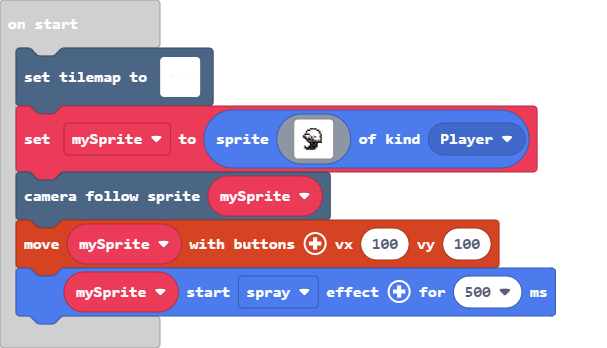 on start
set tilemap to
set mySprite to sprite of kind Player
camera follow sprite mySprite
move mySprite with buttons vx 100 vy 100
mySprite start spray effect for 500 ms